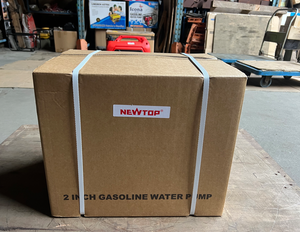 NEWTOP
2 INCH GASOLINE WATER PUMP